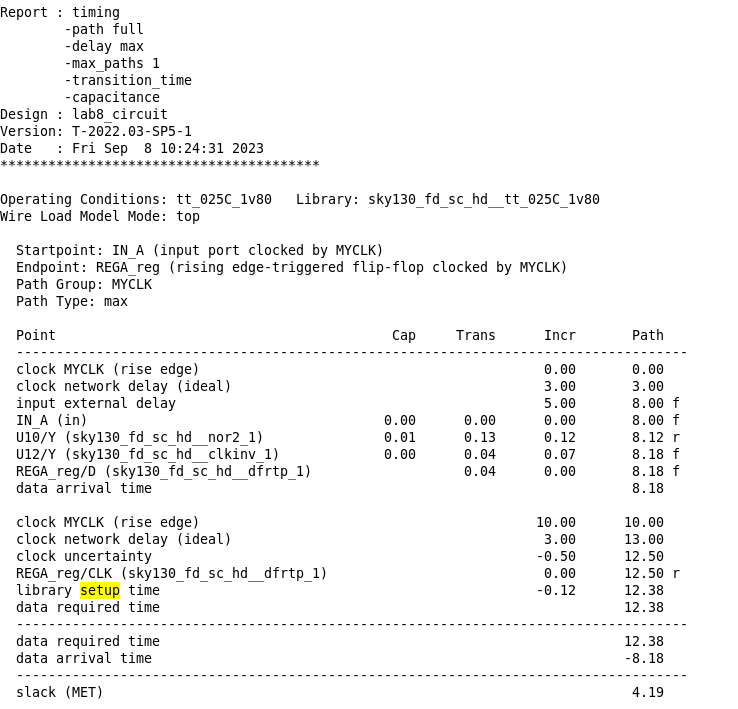 Report : timing
        -path full
        -delay max
        -max_paths 1
        -transition_time
        -capacitance
Design : lab8_circuit
Version: T-2022.03-SP5-1
Date   : Fri Sep  8 10:24:31 2023
****************************************
Operating Conditions: tt_025C_1v80   Library: sky130_fd_sc_hd__tt_025C_1v80
Wire Load Model Mode: top
  Startpoint: IN_A (input port clocked by MYCLK)
  Endpoint: REGA_reg (rising edge-triggered flip-flop clocked by MYCLK)
  Path Group: MYCLK
  Path Type: max
  Point                                          Cap     Trans      Incr       Path
  ------------------------------------------------------------------------------------
  clock MYCLK (rise edge)                                           0.00       0.00
  clock network delay (ideal)                                       3.00       3.00
  input external delay                                              5.00       8.00 f
  IN_A (in)                                     0.00      0.00      0.00       8.00 f
  U10/Y (sky130_fd_sc_hd__nor2_1)               0.01      0.13      0.12       8.12 r
  U12/Y (sky130_fd_sc_hd__clkinv_1)             0.00      0.04      0.07       8.18 f
  REGA_reg/D (sky130_fd_sc_hd__dfrtp_1)                   0.04      0.00       8.18 f
  data arrival time                                                            8.18
  clock MYCLK (rise edge)                                          10.00      10.00
  clock network delay (ideal)                                       3.00      13.00
  clock uncertainty                                                -0.50      12.50
  REGA_reg/CLK (sky130_fd_sc_hd__dfrtp_1)                           0.00      12.50 r
  library setup time                                               -0.12      12.38
  data required time                                                          12.38
  ------------------------------------------------------------------------------------
  data required time                                                          12.38
  data arrival time                                                           -8.18
  ------------------------------------------------------------------------------------
  slack (MET)                                                                  4.19